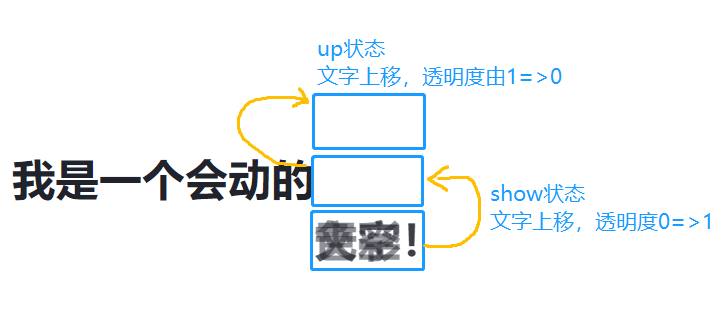 up状态
文字上移，透明度由1=>0
我是一个会动的
show状态
文字上移，透明度0=>1
！